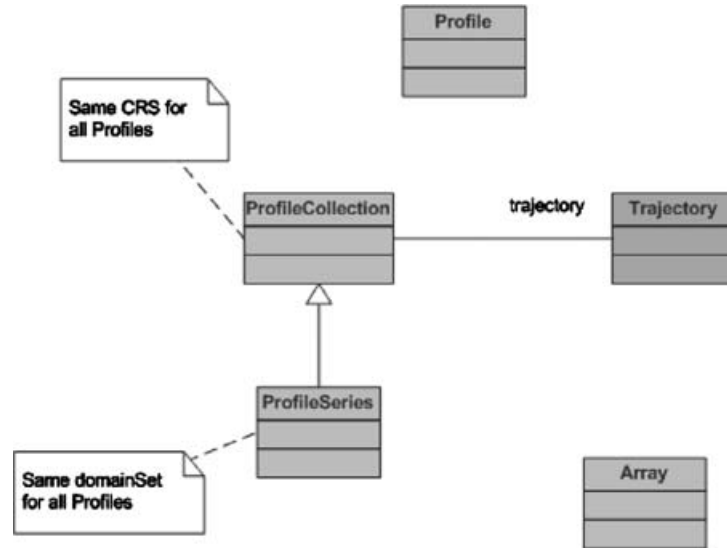 Profile
Same CRS for
all Profiles
ProfileCollection
trajectory
Trajectory
ProfileSeries
Same domainSet
for all Profiles
Array